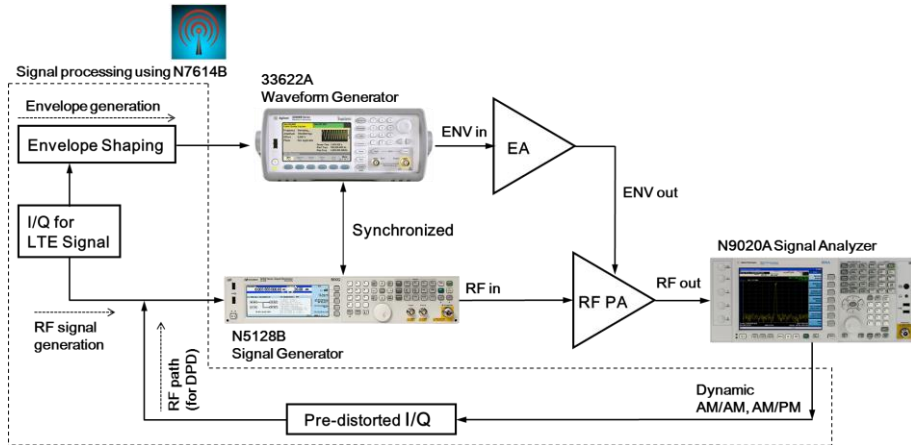 Signal processing using N7614B
Envelope generation
Envelope Shaping
33622A
Waveform Generator
ENV in
EA
ENV out
I/Q for
LTE Signal
Synchronized
N9020A Signal Analyzer
RF in
RF PA
RF out
RF signal
generation
RF path
(for DPD)
N5128B
Signal Generator
Dynamic
AM/AM, AM/PM
Pre-distorted I/Q